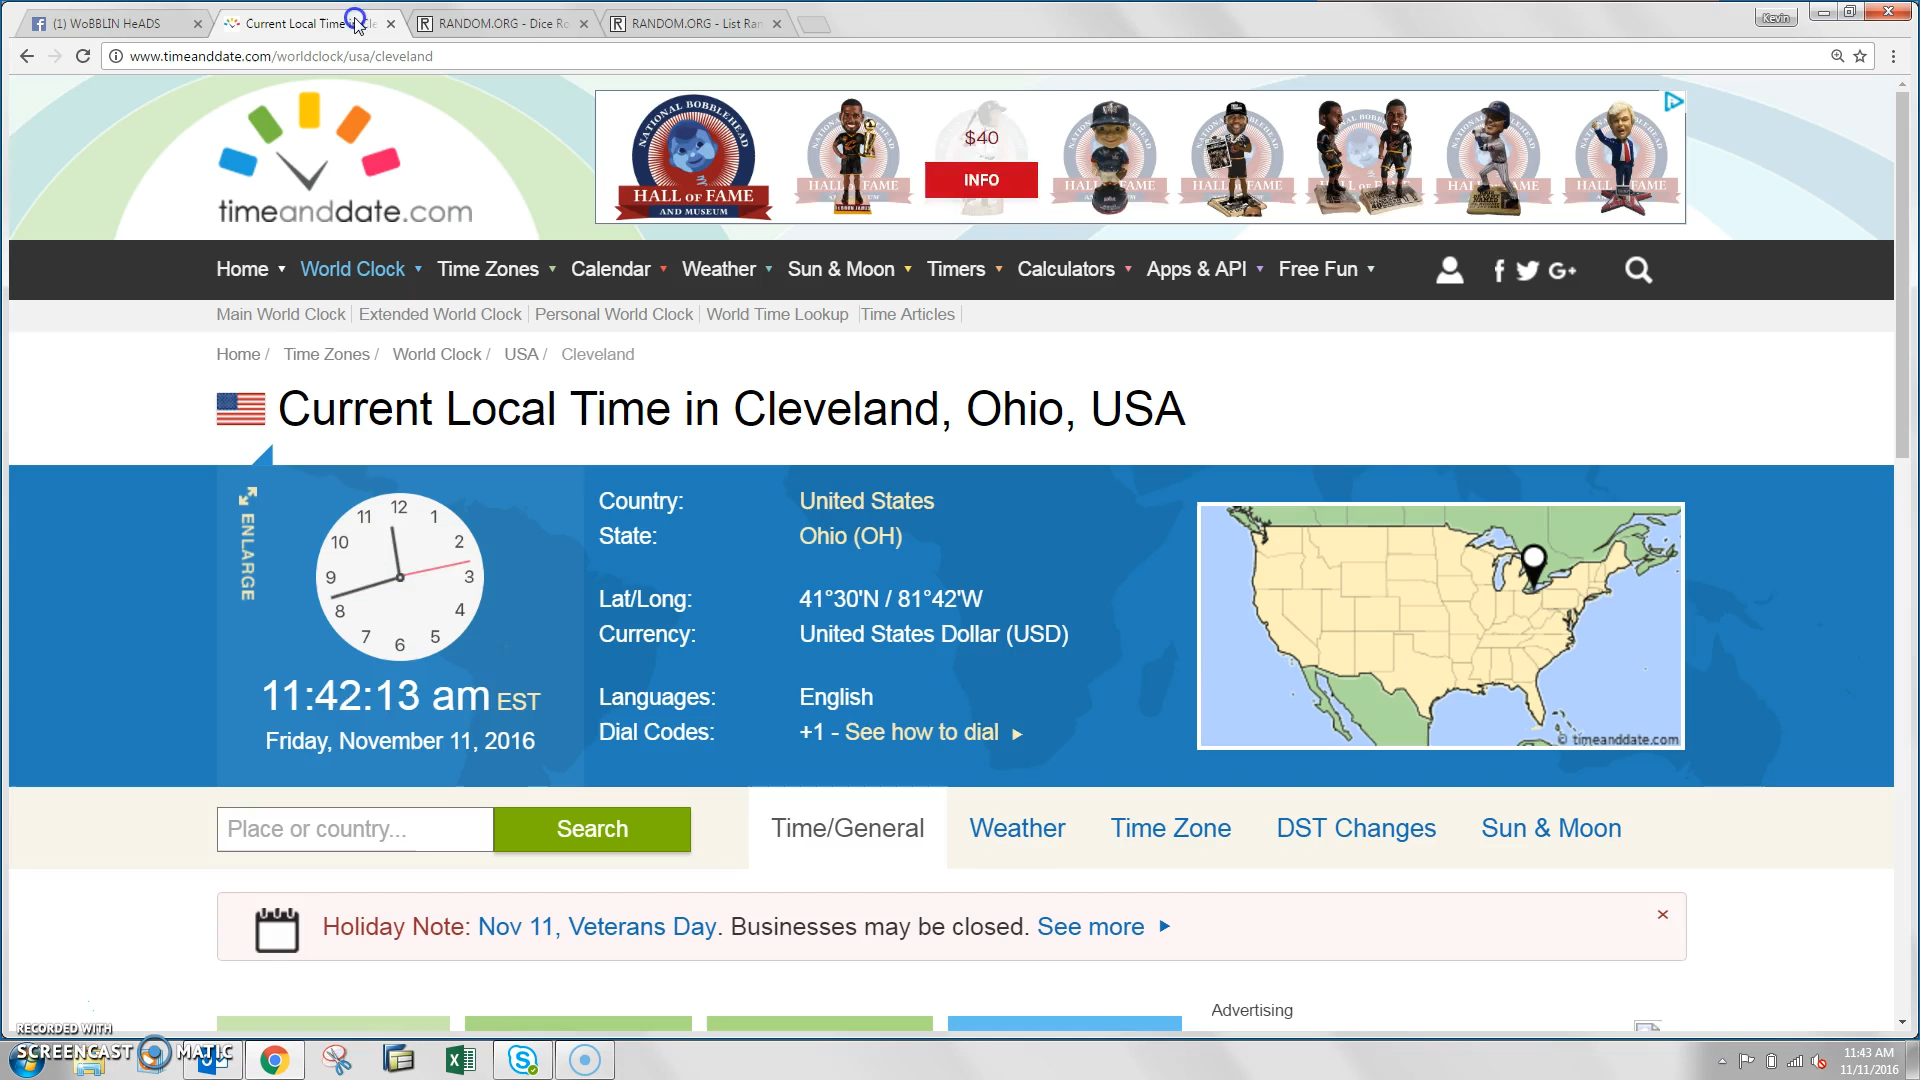 (1) WoBBLIN HeADS
Current Local Time in Cle
RANDOM.ORG - Dice Ro
RANDOM.ORG - List Ran
Kevin
www.timeanddate.com/worldclock/usa/cleveland
timeanddate.com
NATIONAL BOBBLEHEAD
HALL of FAME
AND MUSEUM
$40
INFO
Home
World Clock
Time Zones
Calendar
Weather
Sun & Moon
Timers
Calculators
Apps & API
Free Fun
Main World Clock
Extended World Clock
Personal World Clock
World Time Lookup
Time Articles
Home / Time Zones / World Clock / USA / Cleveland
Current Local Time in Cleveland, Ohio, USA
ENLARGE
12
1
2
3
4
5
6
7
8
9
10
11
11:42:13 am EST
Friday, November 11, 2016
Country: United States
State: Ohio (OH)
Lat/Long: 41°30'N / 81°42'W
Currency: United States Dollar (USD)
Languages: English
Dial Codes: +1 - See how to dial
© timeanddate.com
Place or country...
Search
Time/General
Weather
Time Zone
DST Changes
Sun & Moon
Holiday Note: Nov 11, Veterans Day. Businesses may be closed. See more
Advertising
RECORDED WITH
SCREENCAST MATIC
11:43 AM
11/11/2016